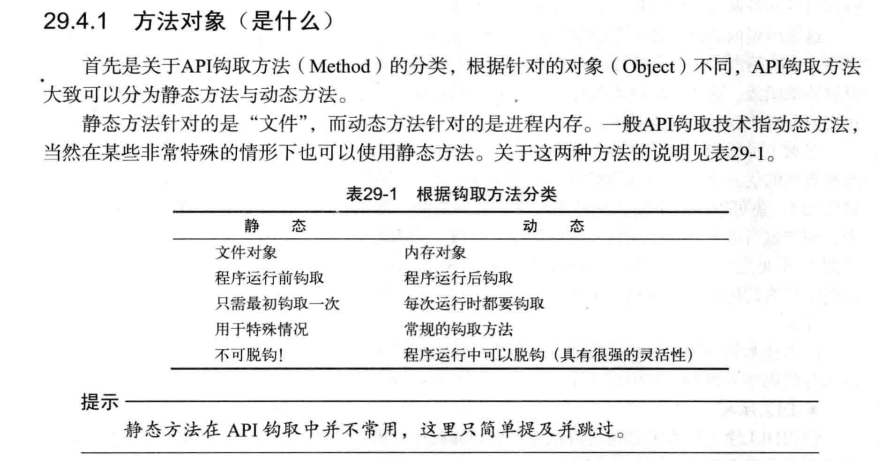 29.4.1 方法对象（是什么）
首先是关于API钩取方法（Method）的分类，根据针对的对象（Object）不同，API钩取方法
大致可以分为静态方法与动态方法。
静态方法针对的是“文件”，而动态方法针对的是进程内存。一般API钩取技术指动态方法，
当然在某些非常特殊的情形下也可以使用静态方法。关于这两种方法的说明见表29-1。
表29-1 根据钩取方法分类
静 态 动 态
文件对象 内存对象
程序运行前钩取 程序运行后钩取
只需最初钩取一次 每次运行时都要钩取
用于特殊情况 常规的钩取方法
不可脱钩！ 程序运行中可以脱钩（具有很强的灵活性）
提示
静态方法在 API 钩取中并不常用，这里只简单提及并跳过。